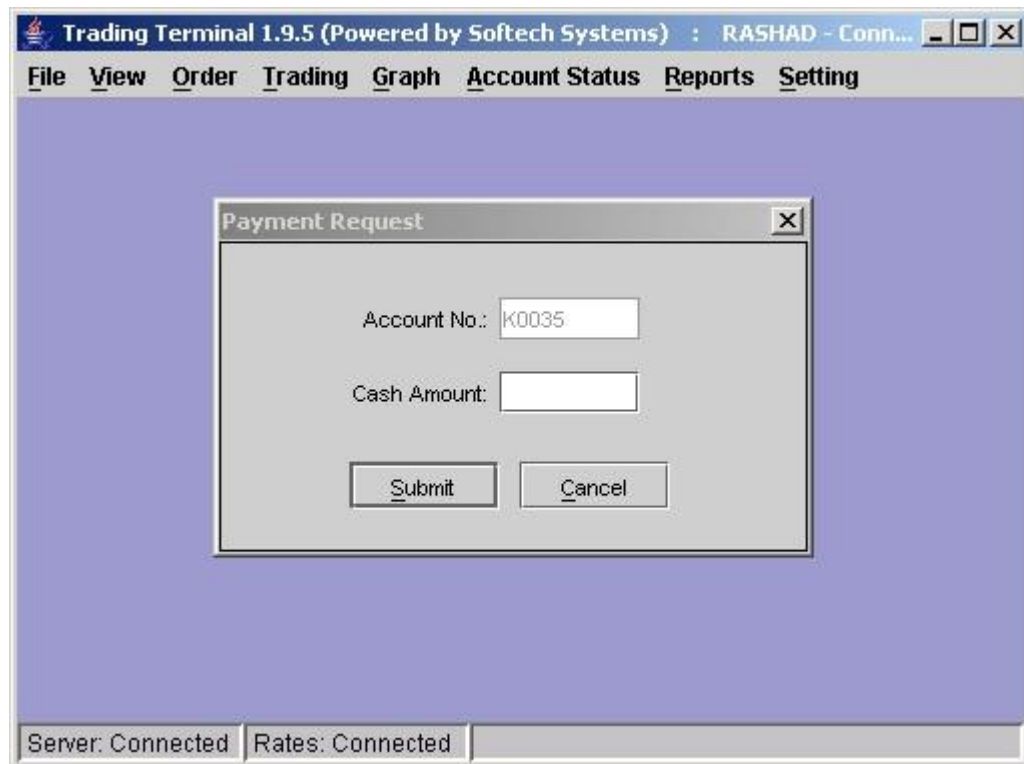 Trading Terminal 1.9.5 (Powered by Softech Systems) : RASHAD - Conn...
File View Order Trading Graph Account Status Reports Setting
Payment Request
Account No.: K0035
Cash Amount:
Submit Cancel
Server: Connected Rates: Connected